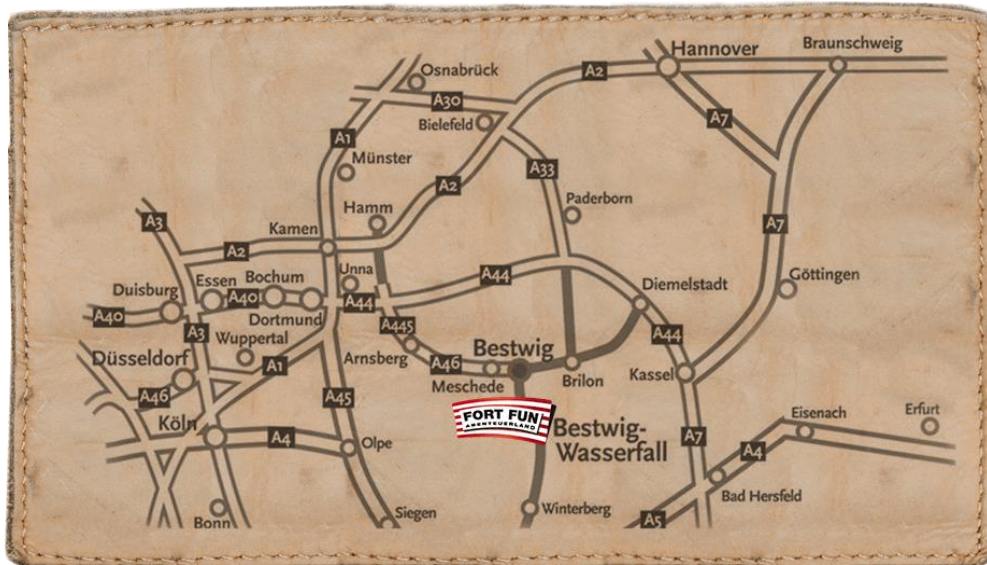 Hannover
Braunschweig
Osnabrück
A2
A30
Bielefeld
A7
A1
Münster
A33
A2
Paderborn
Hamm
A3
A7
Kamen
A2
Unna
A44
Göttingen
Essen
Bochum
Diemelstadt
Duisburg
A40
A44
A40
Dortmund
A445
A3
A44
Wuppertal
Bestwig
Düsseldorf
A1
Arnsberg
A46
Kassel
Meschede
Brilon
A46
A45
FORT FUN
ABENTEUERLAND
Eisenach
Erfurt
Köln
Bestwig-
Wasserfall
A4
Olpe
A7
A4
Bad Hersfeld
Bonn
Siegen
Winterberg
A5